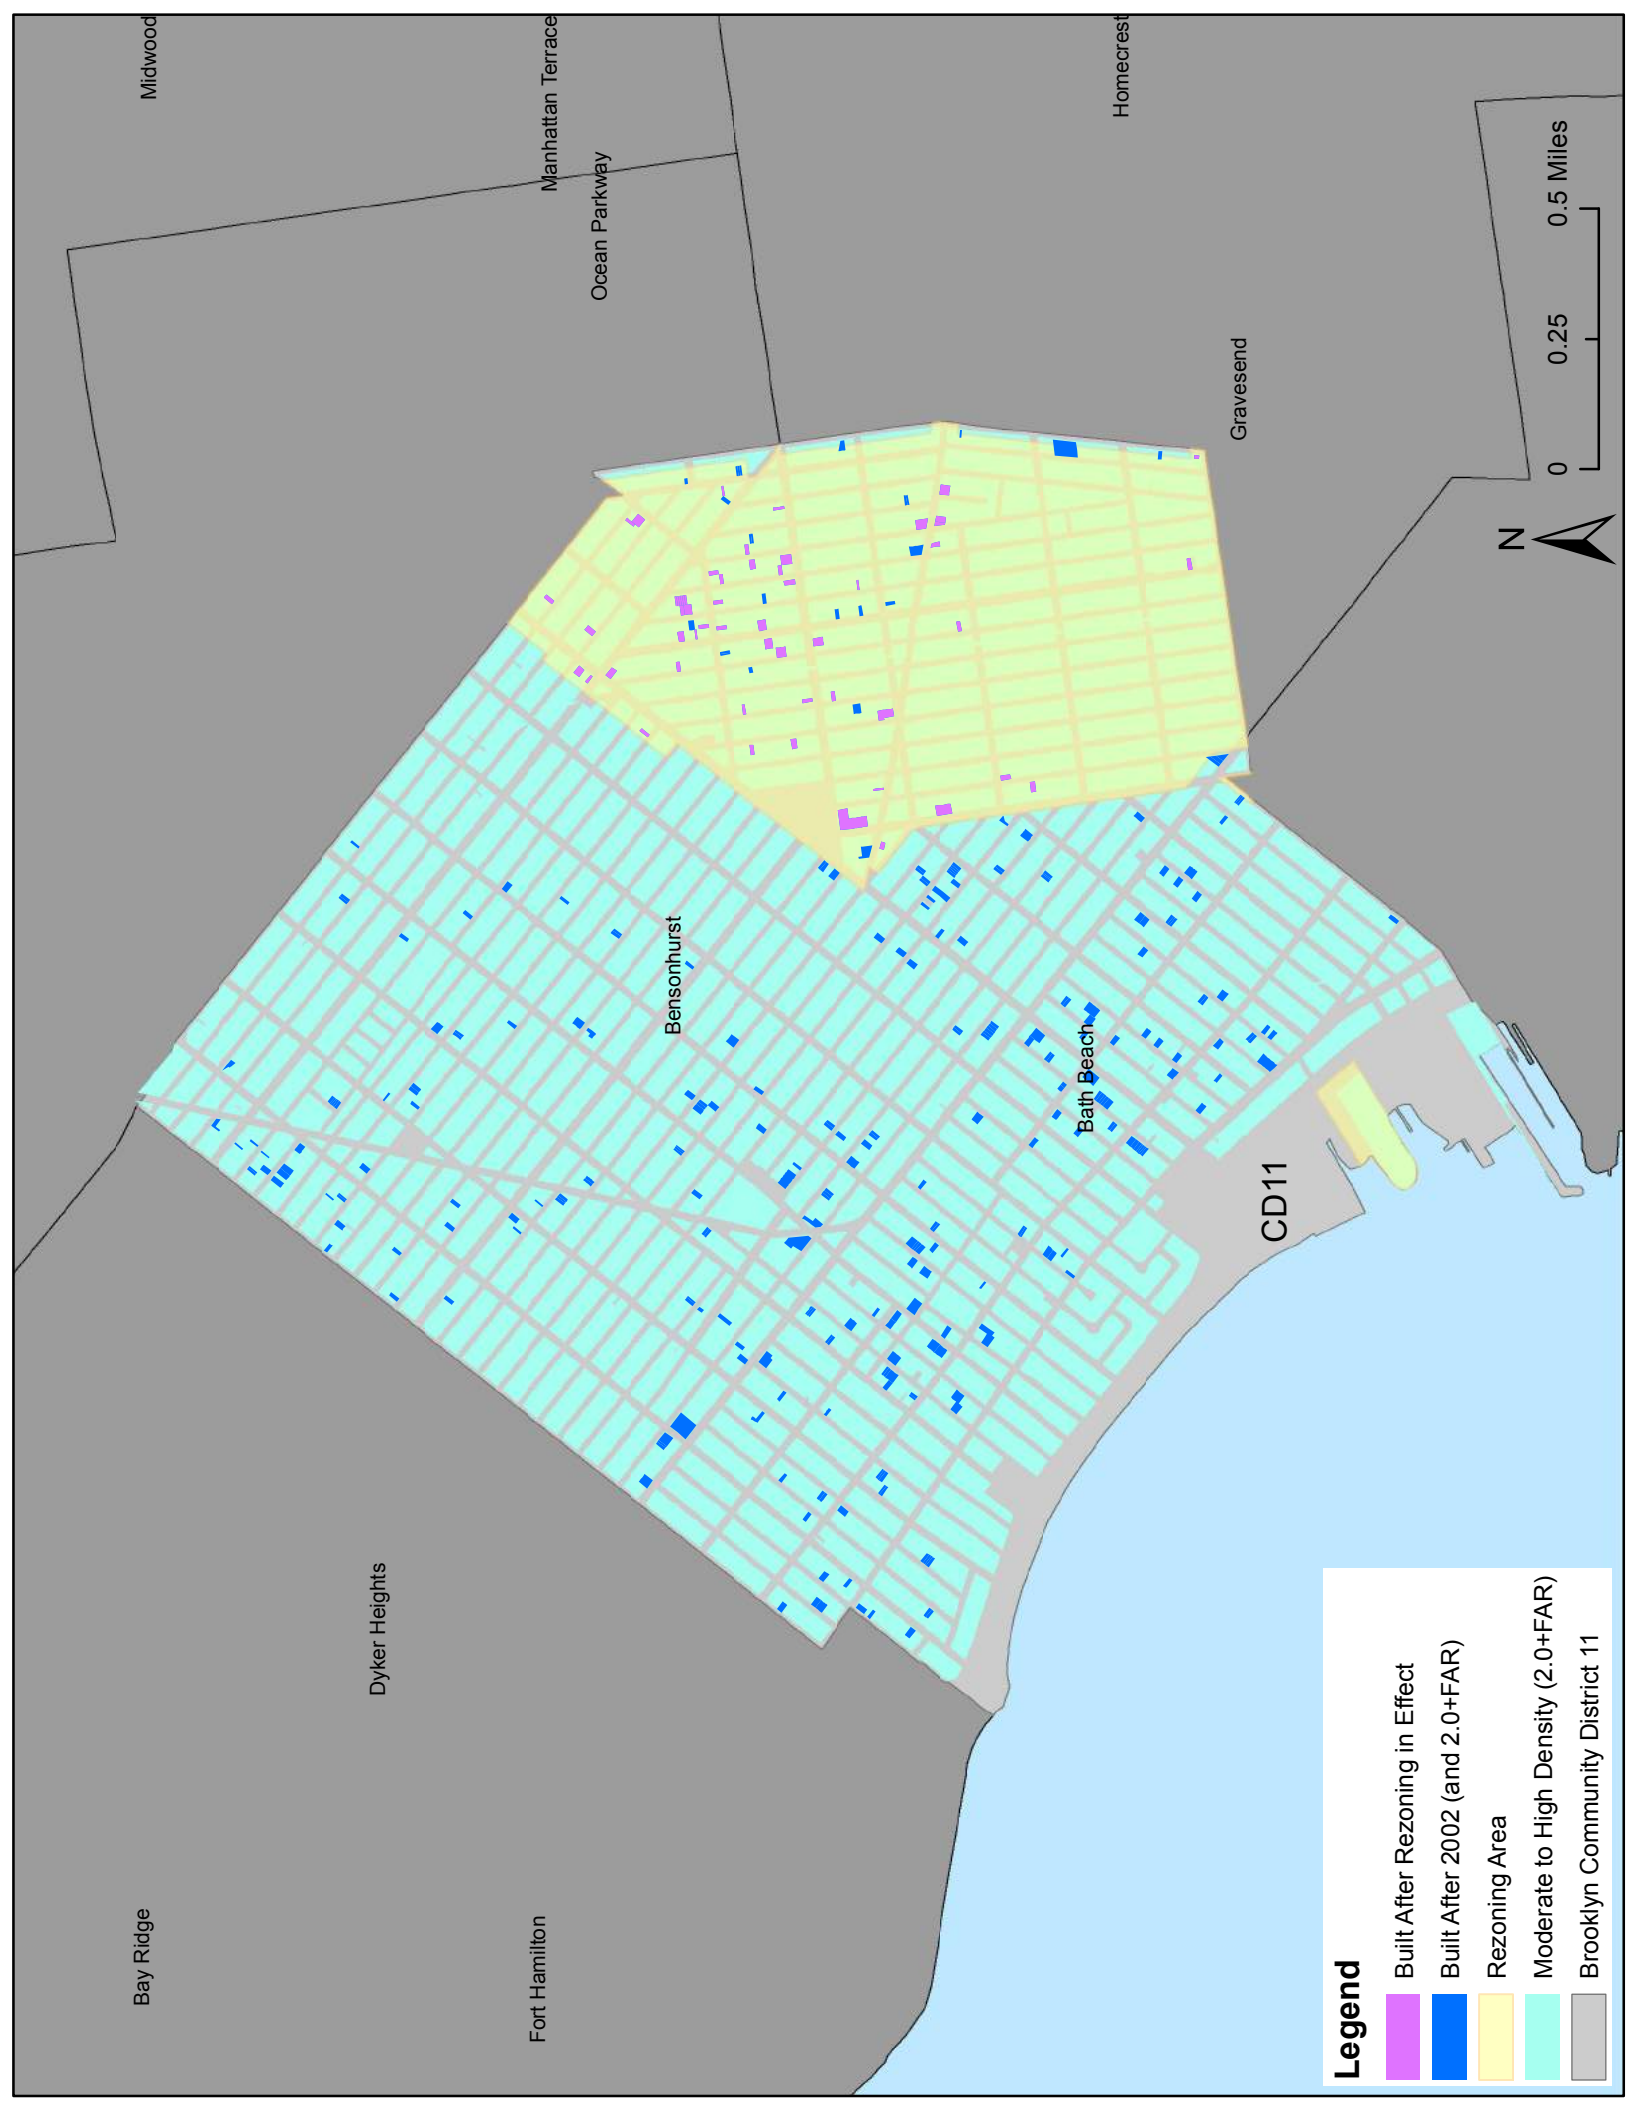 Midwood
Manhattan Terrace
Ocean Parkway
Homecrest
Gravesend
Bensonhurst
Bath Beach
CD11
Dyker Heights
Bay Ridge
Fort Hamilton
N
0 0.25 0.5 Miles
Legend
Built After Rezoning in Effect
Built After 2002 (and 2.0+FAR)
Rezoning Area
Moderate to High Density (2.0+FAR)
Brooklyn Community District 11